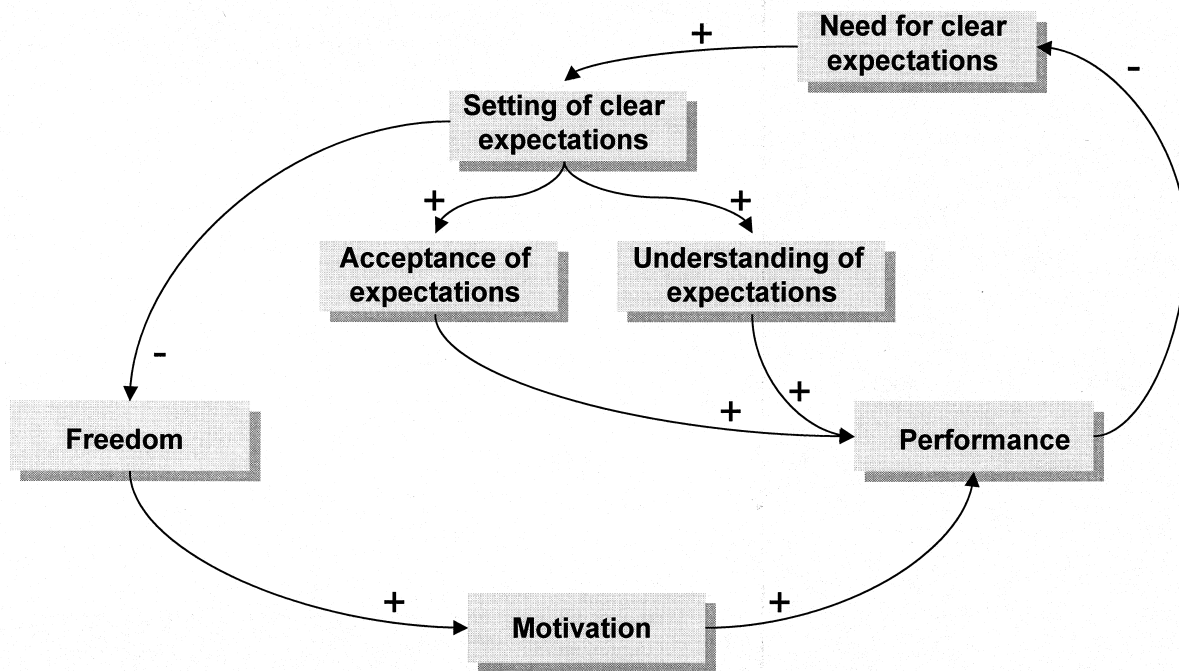 Need for clear
expectations
+
-
Setting of clear
expectations
+
+
Acceptance of
expectations
Understanding of
expectations
-
+
+
Freedom
Performance
+
+
Motivation